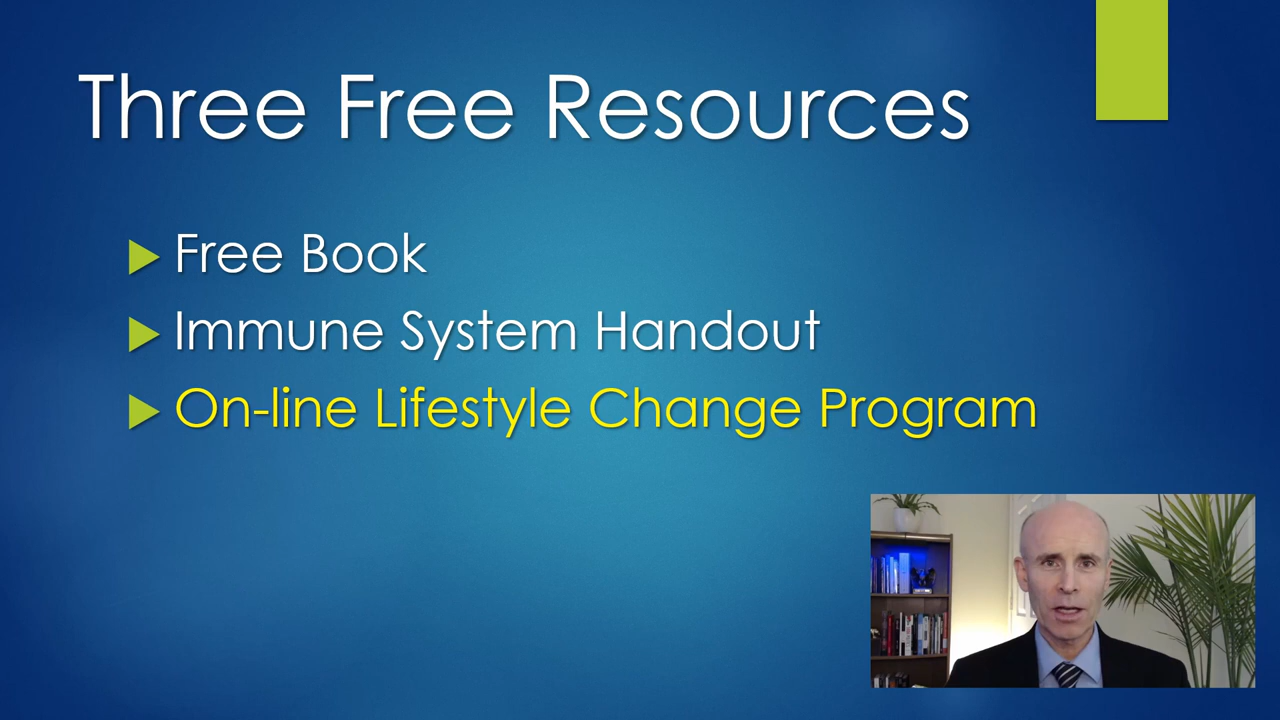 Three Free Resources
Free Book
Immune System Handout
On-line Lifestyle Change Program